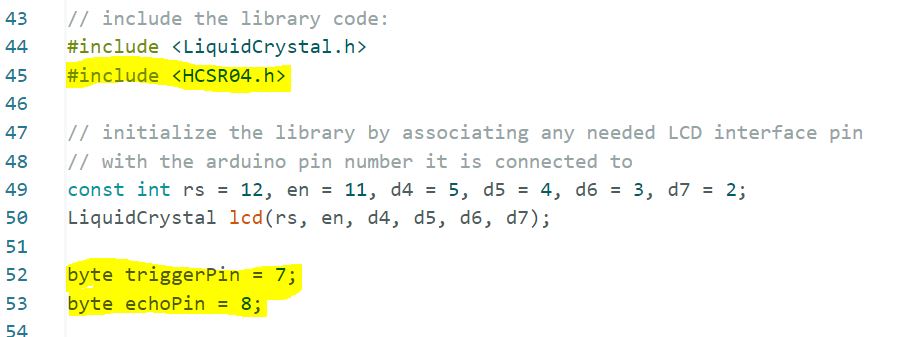 43 // include the library code:
44 #include <LiquidCrystal.h>
45 #include <HCSR04.h>
46
47 // initialize the library by associating any needed LCD interface pin
48 // with the arduino pin number it is connected to
49 const int rs = 12, en = 11, d4 = 5, d5 = 4, d6 = 3, d7 = 2;
50 LiquidCrystal lcd(rs, en, d4, d5, d6, d7);
51
52 byte triggerPin = 7;
53 byte echoPin = 8;
54